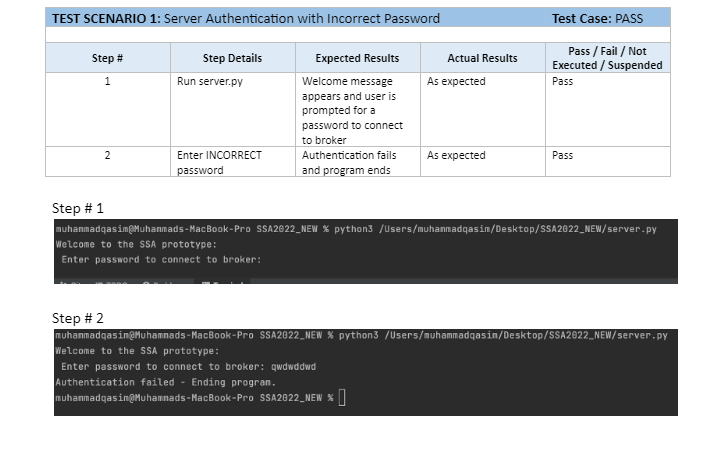 TEST SCENARIO 1: Server Authentication with Incorrect Password Test Case: PASS
Step # Step Details Expected Results Actual Results Pass / Fail / Not
Executed / Suspended
1 Run server.py Welcome message As expected Pass
appears and user is
prompted for a
password to connect
to broker
2 Enter INCORRECT Authentication fails As expected Pass
password and program ends
Step # 1
muhammadqasim@Muhammads-MacBook-Pro SSA2022_NEW % python3 /Users/muhammadqasim/Desktop/SSA2022_NEW/server.py
Welcome to the SSA prototype:
Enter password to connect to broker:
Step # 2
muhammadqasim@Muhammads-MacBook-Pro SSA2022_NEW % python3 /Users/muhammadqasim/Desktop/SSA2022_NEW/server.py
Welcome to the SSA prototype:
Enter password to connect to broker: qwdwddwd
Authentication failed - Ending program.
muhammadqasim@Muhammads-MacBook-Pro SSA2022_NEW %